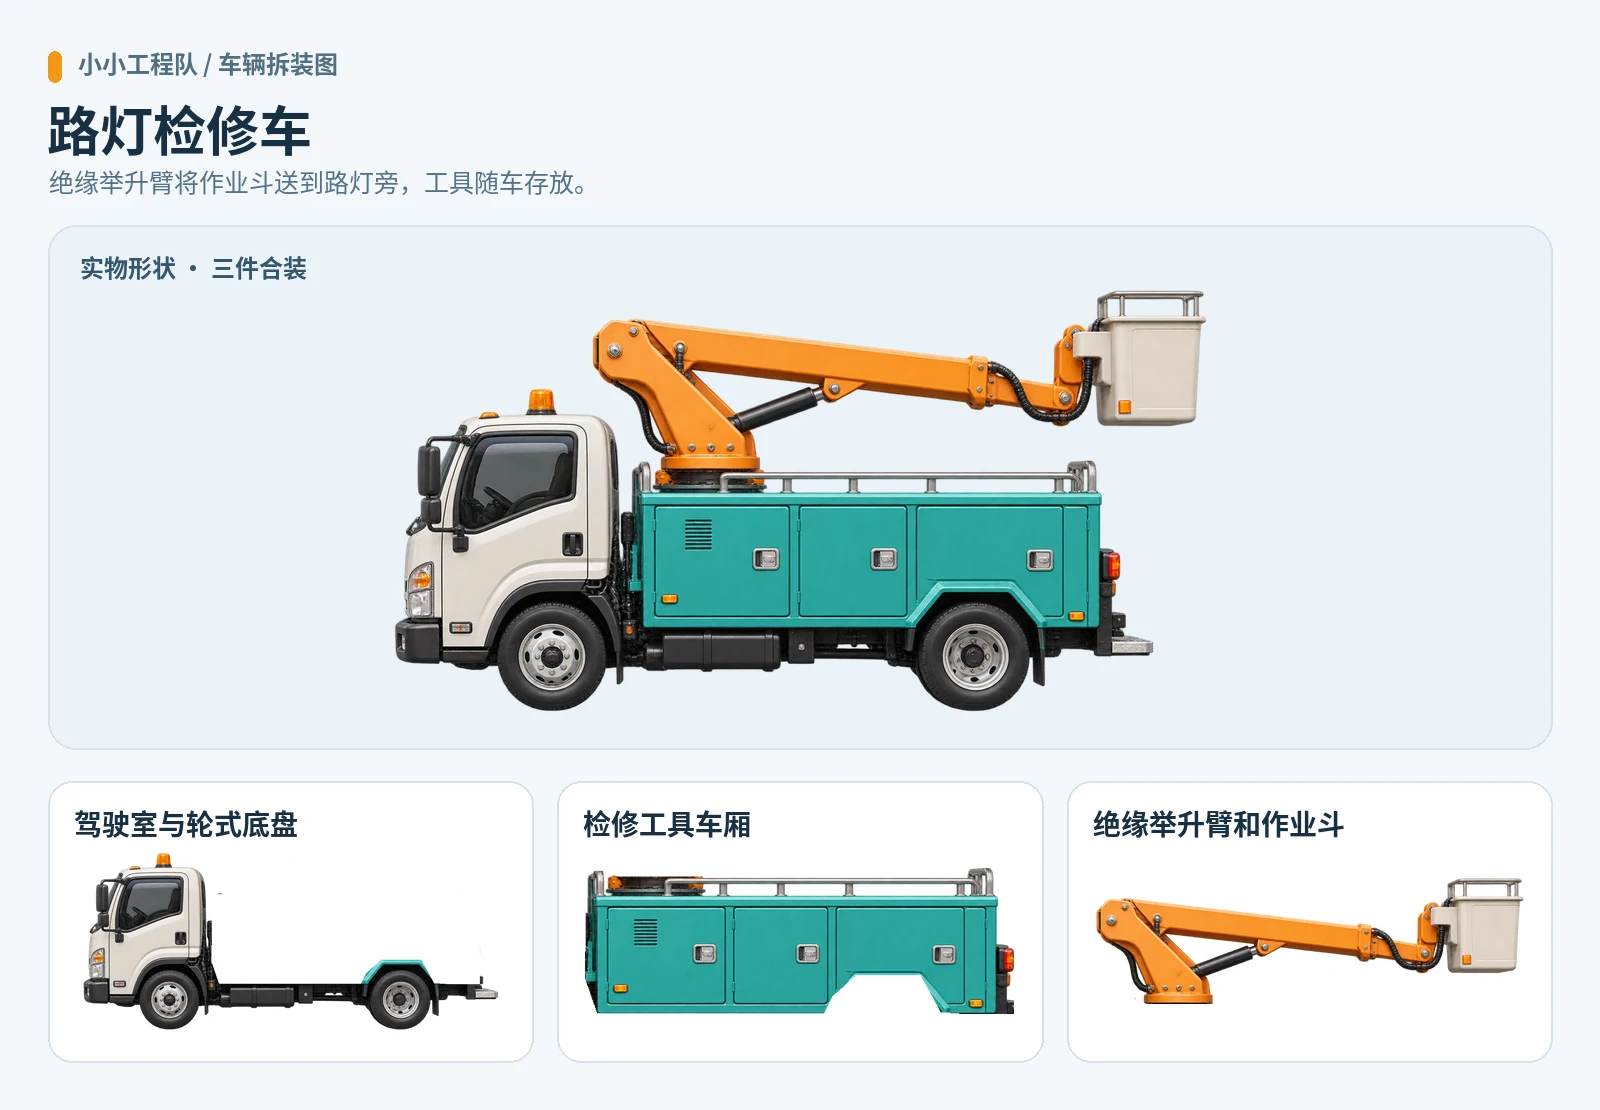 小小工程队 / 车辆拆装图
路灯检修车
绝缘举升臂将作业斗送到路灯旁，工具随车存放。
实物形状 · 三件合装
驾驶室与轮式底盘
检修工具车厢
绝缘举升臂和作业斗